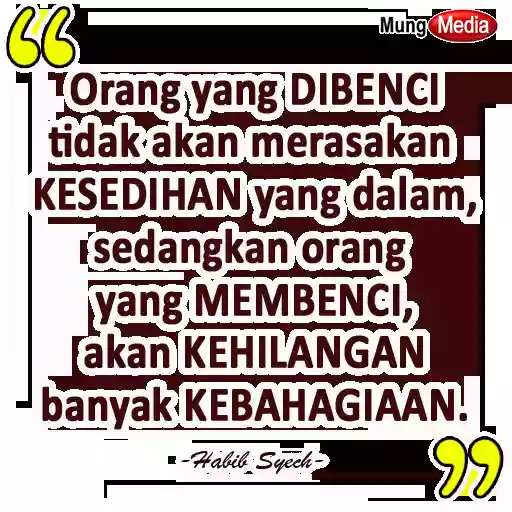 Mung Media
Orang yang DIBENCI
tidak akan merasakan
KESEDIHAN yang dalam,
sedangkan orang
yang MEMBENCI,
akan KEHILANGAN
banyak KEBAHAGIAAN.
-Habib Syech-